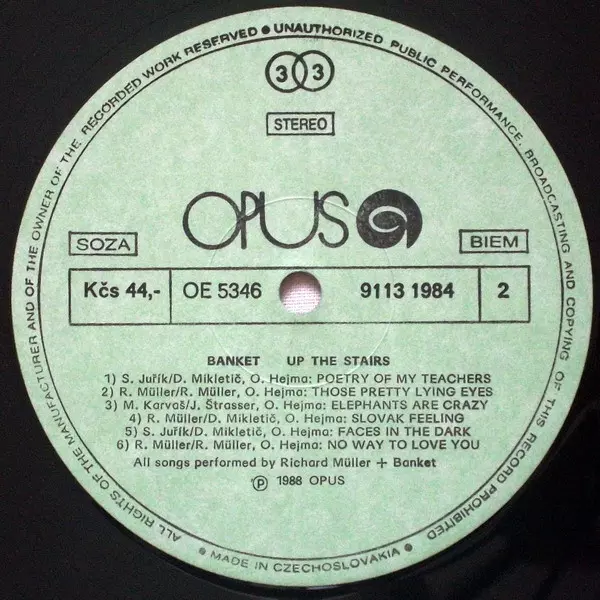 ALL RIGHTS OF THE MANUFACTURER AND OF THE OWNER OF THE RECORDED WORK RESERVED ● UNAUTHORIZED PUBLIC PERFORMANCE, BROADCASTING AND COPYING OF THIS RECORD PROHIBITED
33
STEREO
OPUS
SOZA
BIEM
Kčs 44,- OE 5346 9113 1984 2
BANKET UP THE STAIRS
1) S. Juřík/D. Mikletič, O. Hejma: POETRY OF MY TEACHERS
2) R. Müller/R. Müller, O. Hejma: THOSE PRETTY LYING EYES
3) M. Karvaš/J. Štrasser, O. Hejma: ELEPHANTS ARE CRAZY
4) R. Müller/D. Mikletič, O. Hejma: SLOVAK FEELING
5) S. Juřík/D. Mikletič, O. Hejma: FACES IN THE DARK
6) R. Müller/R. Müller, O. Hejma: NO WAY TO LOVE YOU
All songs performed by Richard Müller + Banket
Ⓟ 1988 OPUS
● MADE IN CZECHOSLOVAKIA ●